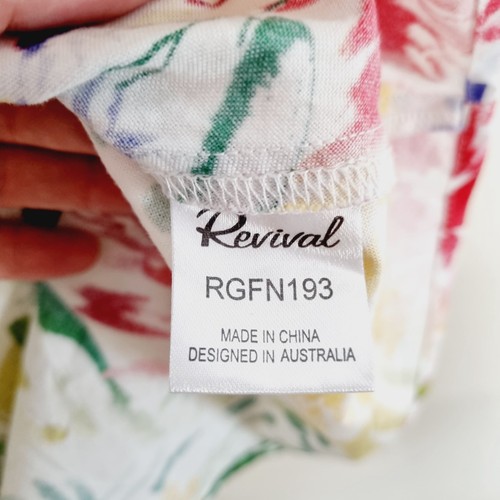 Revival
RGFN193
MADE IN CHINA
DESIGNED IN AUSTRALIA